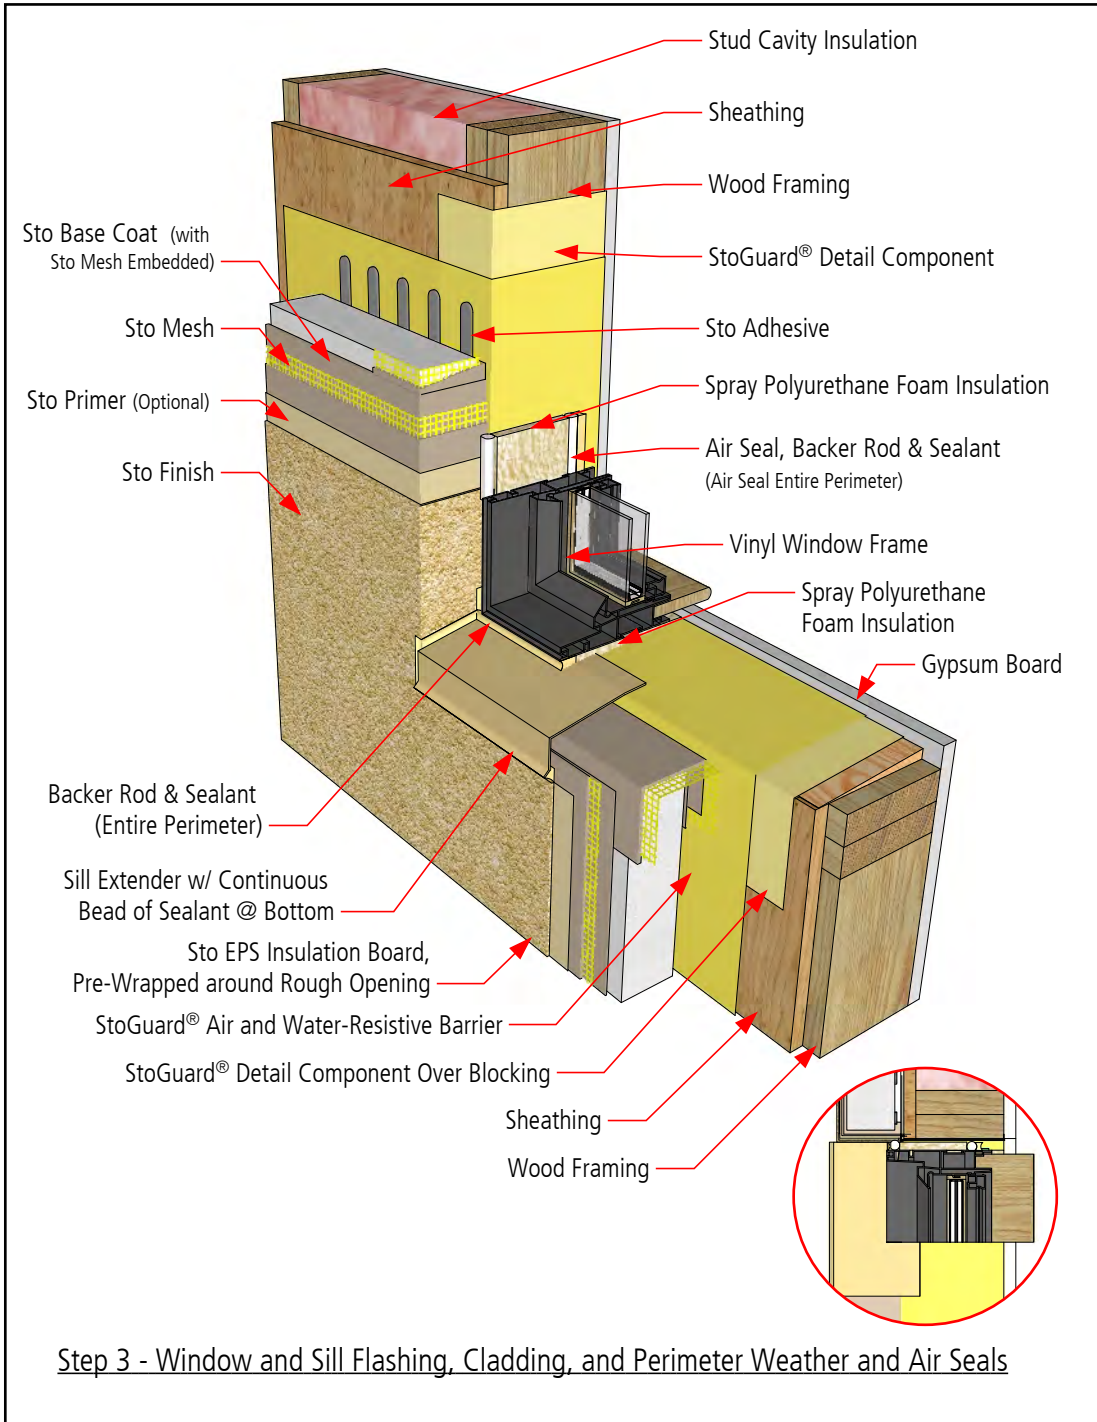 Stud Cavity Insulation
Sheathing
Wood Framing
Sto Base Coat (with
Sto Mesh Embedded)
StoGuard® Detail Component
Sto Mesh
Sto Adhesive
Spray Polyurethane Foam Insulation
Sto Primer (Optional)
Air Seal, Backer Rod & Sealant
(Air Seal Entire Perimeter)
Sto Finish
Vinyl Window Frame
Spray Polyurethane
Foam Insulation
Gypsum Board
Backer Rod & Sealant
(Entire Perimeter)
Sill Extender w/ Continuous
Bead of Sealant @ Bottom
Sto EPS Insulation Board,
Pre-Wrapped around Rough Opening
StoGuard® Air and Water-Resistive Barrier
StoGuard® Detail Component Over Blocking
Sheathing
Wood Framing
Step 3 - Window and Sill Flashing, Cladding, and Perimeter Weather and Air Seals